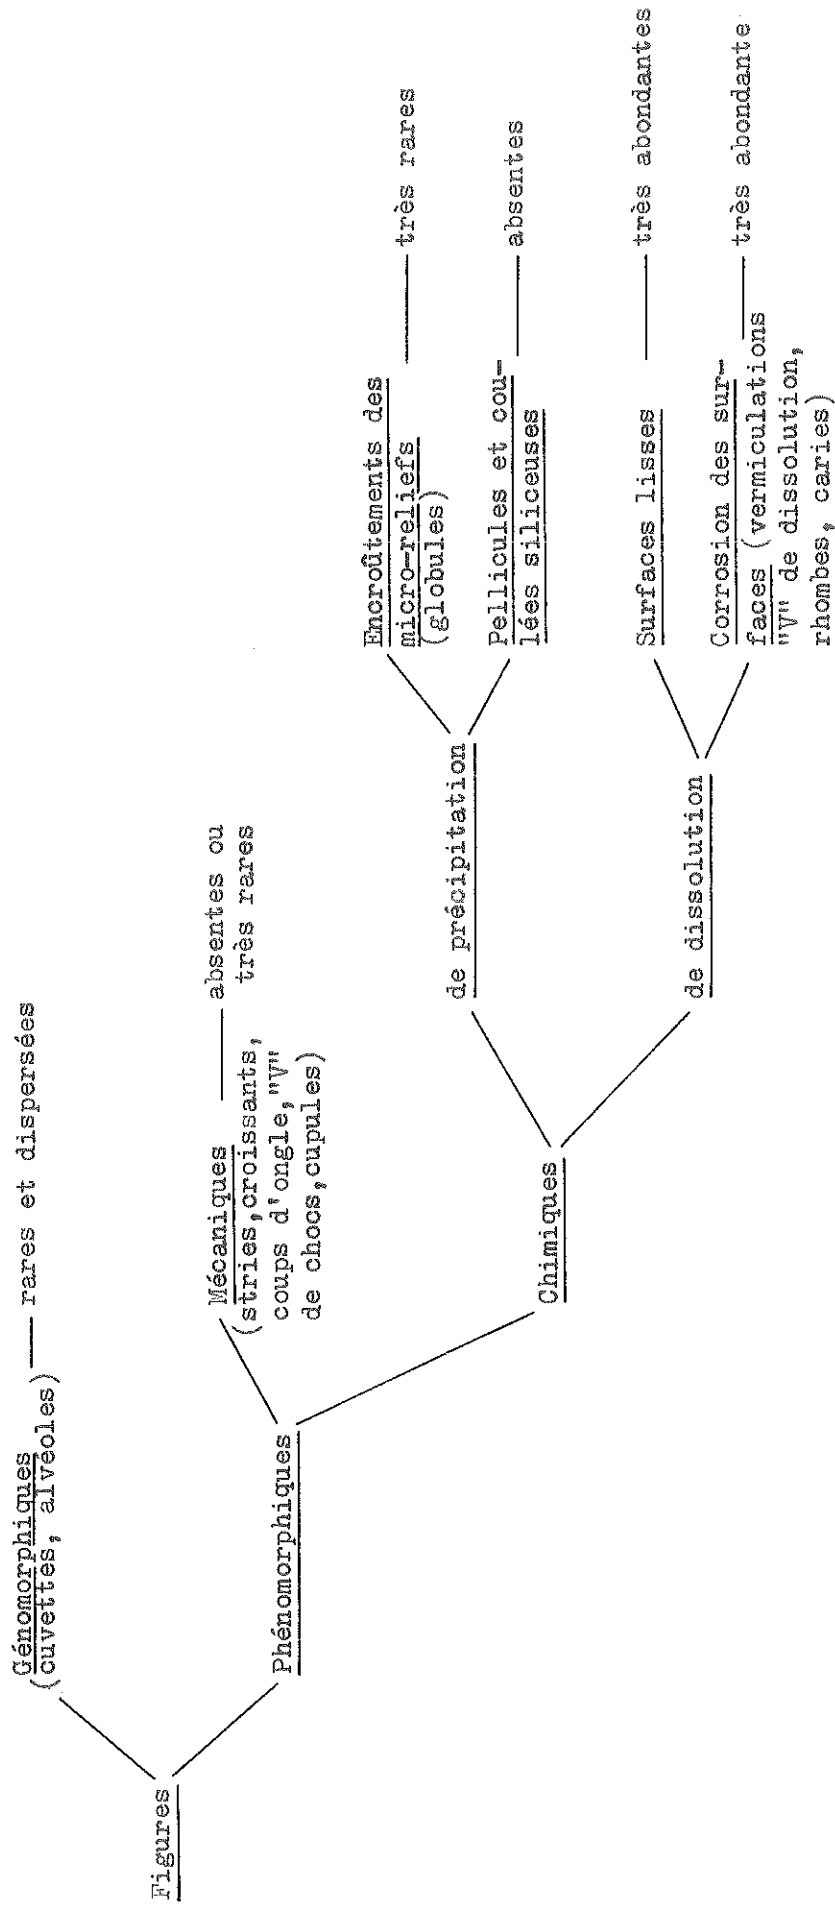 Figures
Génomorphiques
(cuvettes, alvéoles)
rares et dispersées
Phénomorphiques
Mécaniques
(stries,croissants,
coups d'ongle,"V"
de chocs,cupules)
absentes ou
très rares
Chimiques
de précipitation
Encroûtements des
micro-reliefs
(globules)
très rares
Pellicules et cou-
lées siliceuses
absentes
de dissolution
Surfaces lisses
très abondantes
Corrosion des sur-
faces (vermiculations
"V" de dissolution,
rhombes, caries)
très abondante